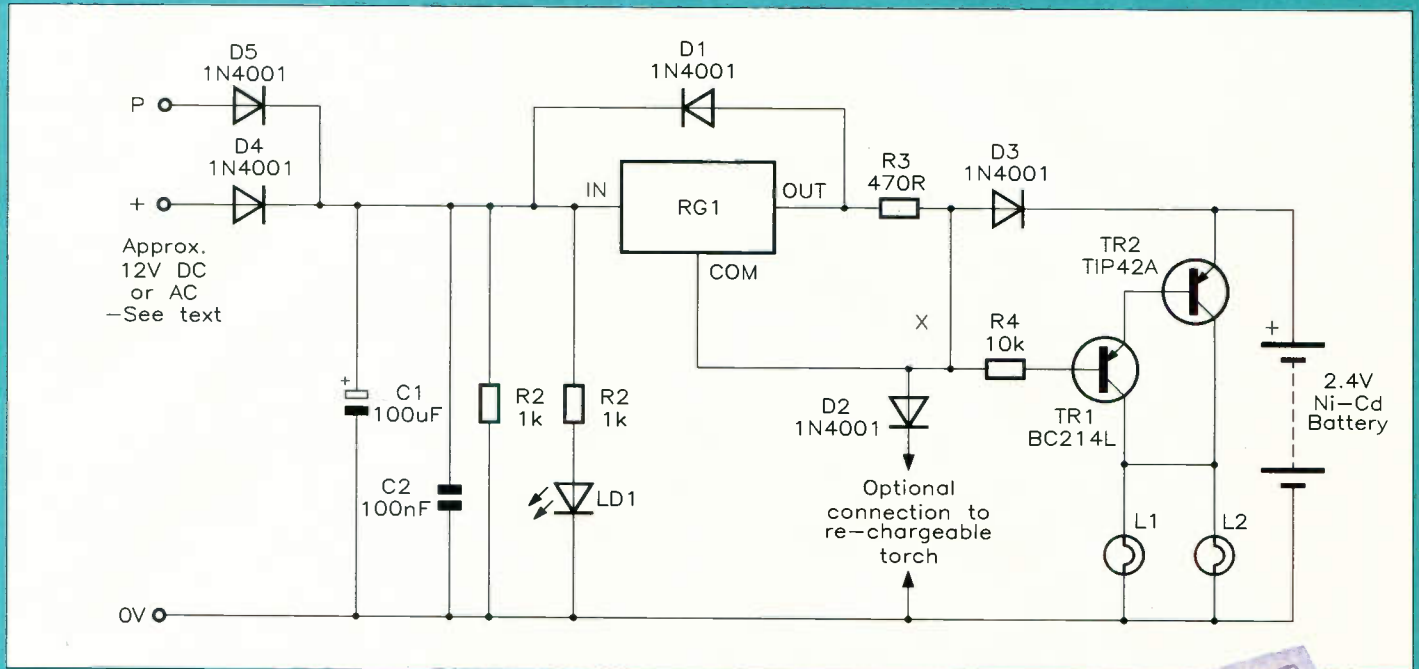 D5
1N4001
P
D4
1N4001
+
Approx.
12V DC
or AC
–See text
0V
+
C1
100uF
C2
100nF
R2
1k
R2
1k
LD1
D1
1N4001
IN
RG1
OUT
COM
R3
470R
D3
1N4001
X
R4
10k
TR1
BC214L
TR2
TIP42A
D2
1N4001
Optional
connection to
re–chargeable
torch
L1
L2
+
2.4V
Ni–Cd
Battery